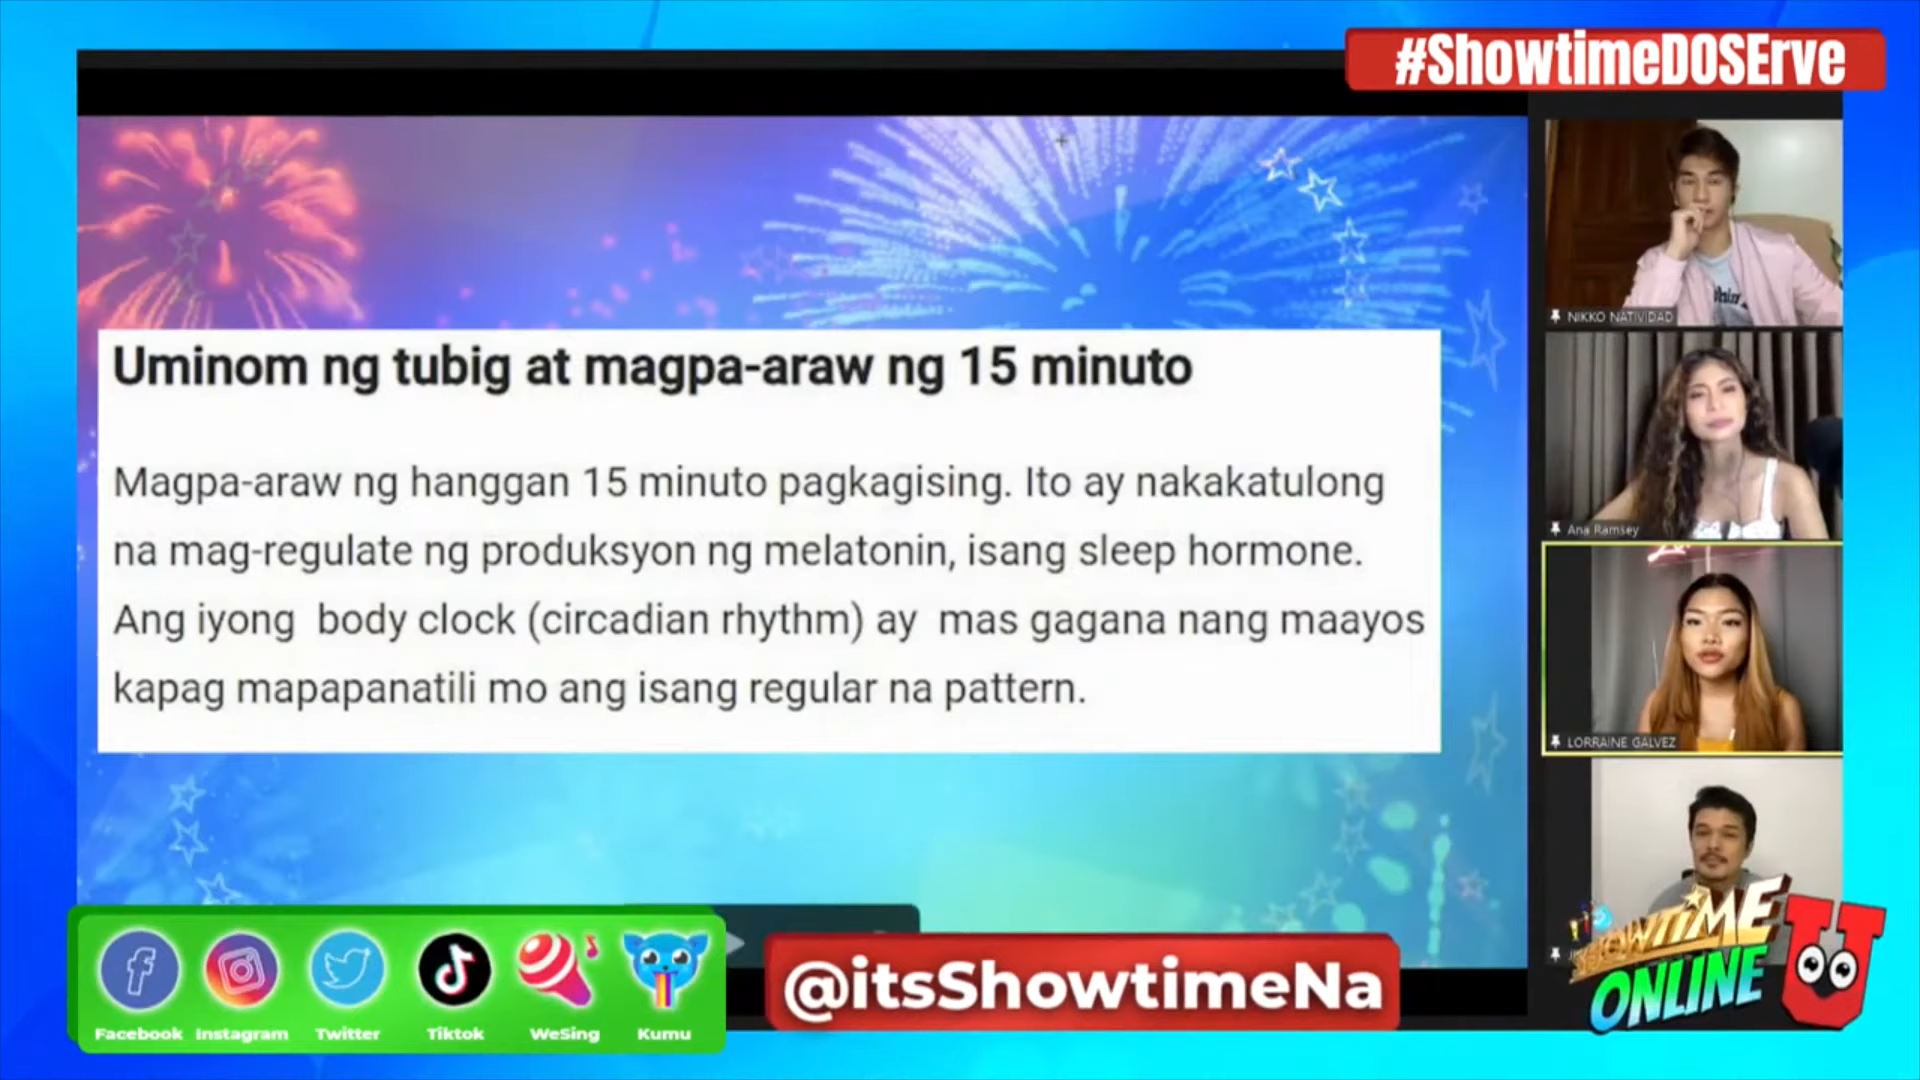 #ShowtimeDOSErve
Uminom ng tubig at magpa-araw ng 15 minuto
Magpa-araw ng hanggan 15 minuto pagkagising. Ito ay nakakatulong
na mag-regulate ng produksyon ng melatonin, isang sleep hormone.
Ang iyong body clock (circadian rhythm) ay mas gagana nang maayos
kapag mapapanatili mo ang isang regular na pattern.
NIKKO NATIVIDAD
Ana Ramsey
LORRAINE GALVEZ
SHOWTIME
ONLINE U
Facebook Instagram Twitter Tiktok WeSing Kumu
@itsShowtimeNa